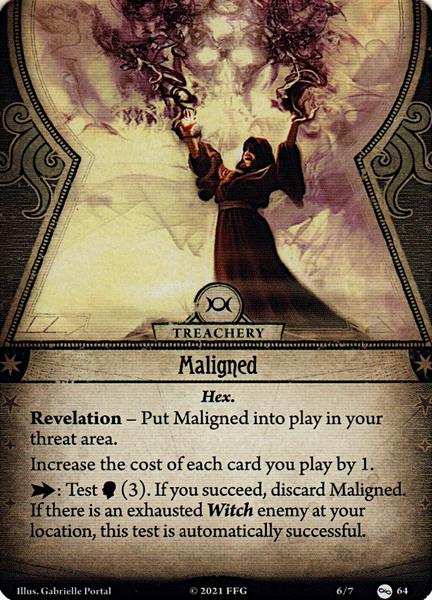 TREACHERY
Maligned
Hex.
Revelation – Put Maligned into play in your
threat area.
Increase the cost of each card you play by 1.
: Test (3). If you succeed, discard Maligned.
If there is an exhausted Witch enemy at your
location, this test is automatically successful.
Illus. Gabrielle Portal © 2021 FFG 6/7 64